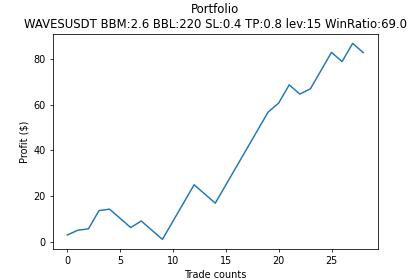 Portfolio
WAVESUSDT BBM:2.6 BBL:220 SL:0.4 TP:0.8 lev:15 WinRatio:69.0
Profit ($)
80
60
40
20
0
0 5 10 15 20 25
Trade counts